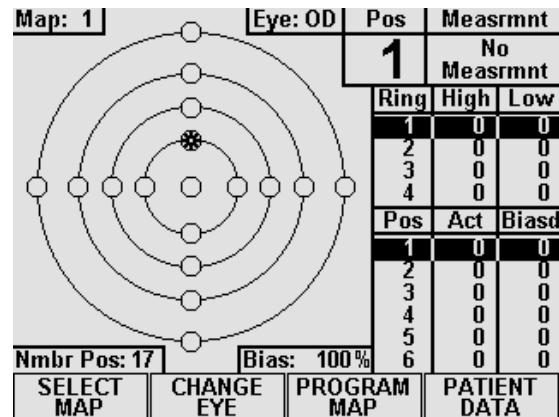 Map: 1 Eye: OD Pos Measrmnt
1 No
Measrmnt
Ring High Low
1 0 0
2 0 0
3 0 0
4 0 0
Pos Act Biasd
1 0 0
2 0 0
3 0 0
4 0 0
5 0 0
6 0 0
Nmbr Pos: 17 Bias: 100%
SELECT MAP
CHANGE EYE
PROGRAM MAP
PATIENT DATA